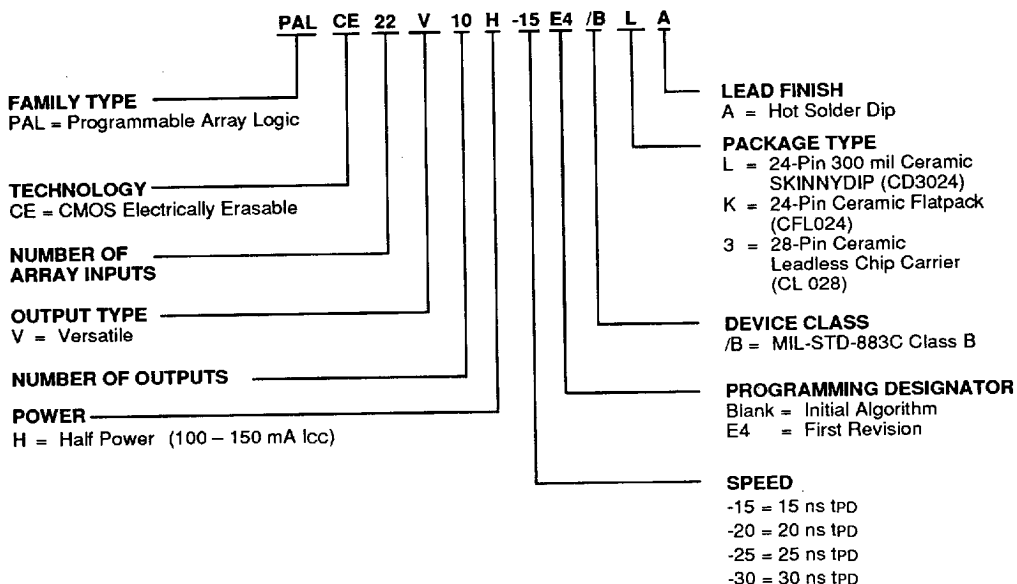 PAL CE 22 V 10 H -15 E4 /B L A
FAMILY TYPE
PAL = Programmable Array Logic
TECHNOLOGY
CE = CMOS Electrically Erasable
NUMBER OF
ARRAY INPUTS
OUTPUT TYPE
V = Versatile
NUMBER OF OUTPUTS
POWER
H = Half Power (100 – 150 mA ICC)
LEAD FINISH
A = Hot Solder Dip
PACKAGE TYPE
L = 24-Pin 300 mil Ceramic
SKINNYDIP (CD3024)
K = 24-Pin Ceramic Flatpack
(CFL024)
3 = 28-Pin Ceramic
Leadless Chip Carrier
(CL 028)
DEVICE CLASS
/B = MIL-STD-883C Class B
PROGRAMMING DESIGNATOR
Blank = Initial Algorithm
E4 = First Revision
SPEED
-15 = 15 ns tPD
-20 = 20 ns tPD
-25 = 25 ns tPD
-30 = 30 ns tPD